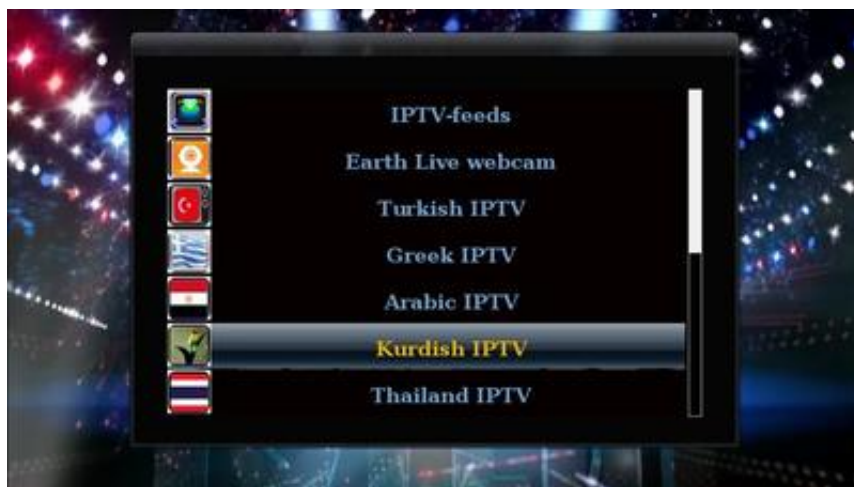 IPTV-feeds
Earth Live webcam
Turkish IPTV
Greek IPTV
Arabic IPTV
Kurdish IPTV
Thailand IPTV